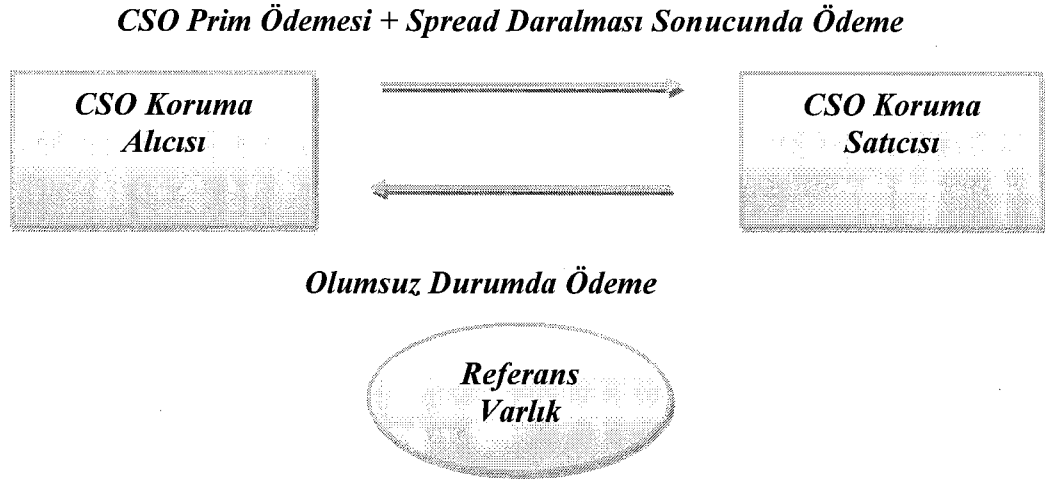 CSO Prim Ödemesi + Spread Daralması Sonucunda Ödeme
CSO Koruma
Alıcısı
CSO Koruma
Satıcısı
Olumsuz Durumda Ödeme
Referans
Varlık